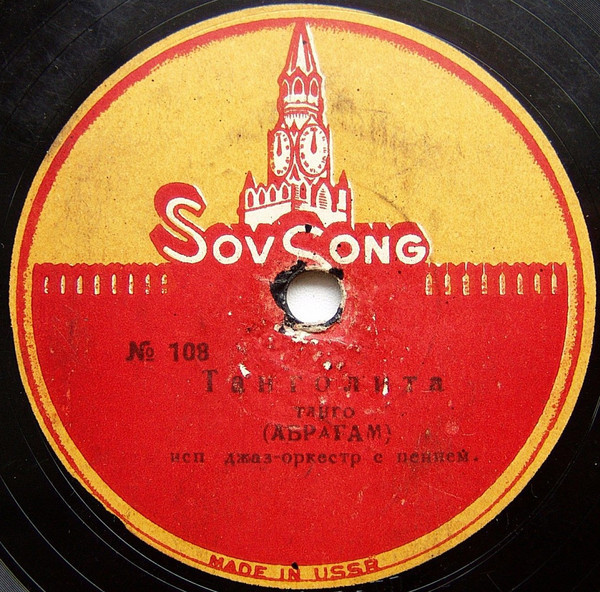 SovSong
№ 108
Танголита
танго
(АБРАГАМ)
исп джаз-оркестр с пением.
MADE IN USSR